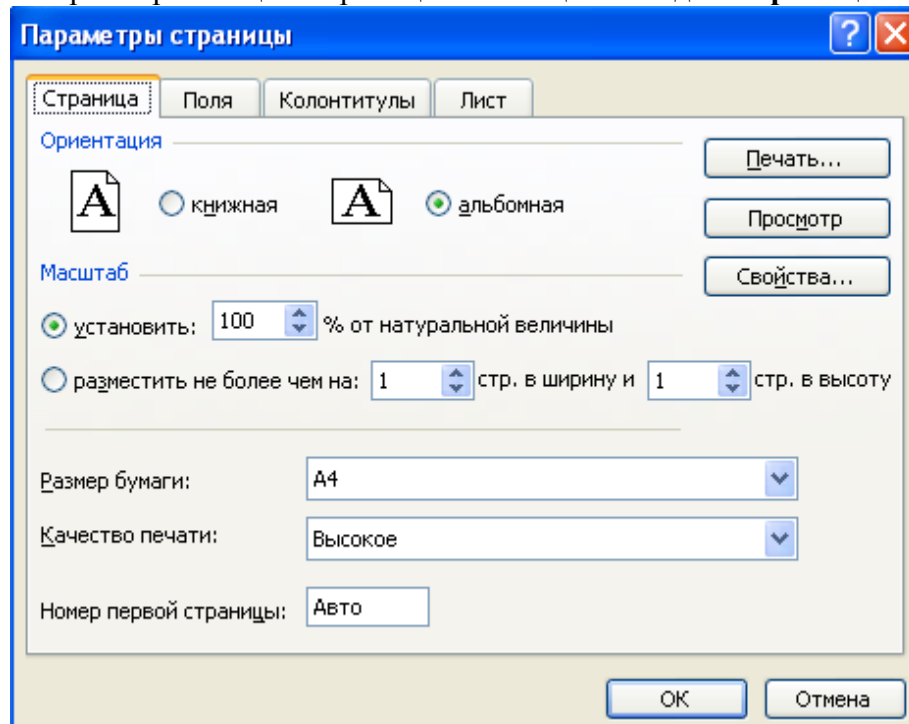 Параметры страницы
Страница Поля Колонтитулы Лист
Ориентация
Печать...
A книжная A альбомная
Просмотр
Масштаб
Свойства...
установить: 100 % от натуральной величины
разместить не более чем на: 1 стр. в ширину и 1 стр. в высоту
Размер бумаги: A4
Качество печати: Высокое
Номер первой страницы: Авто
ОК Отмена